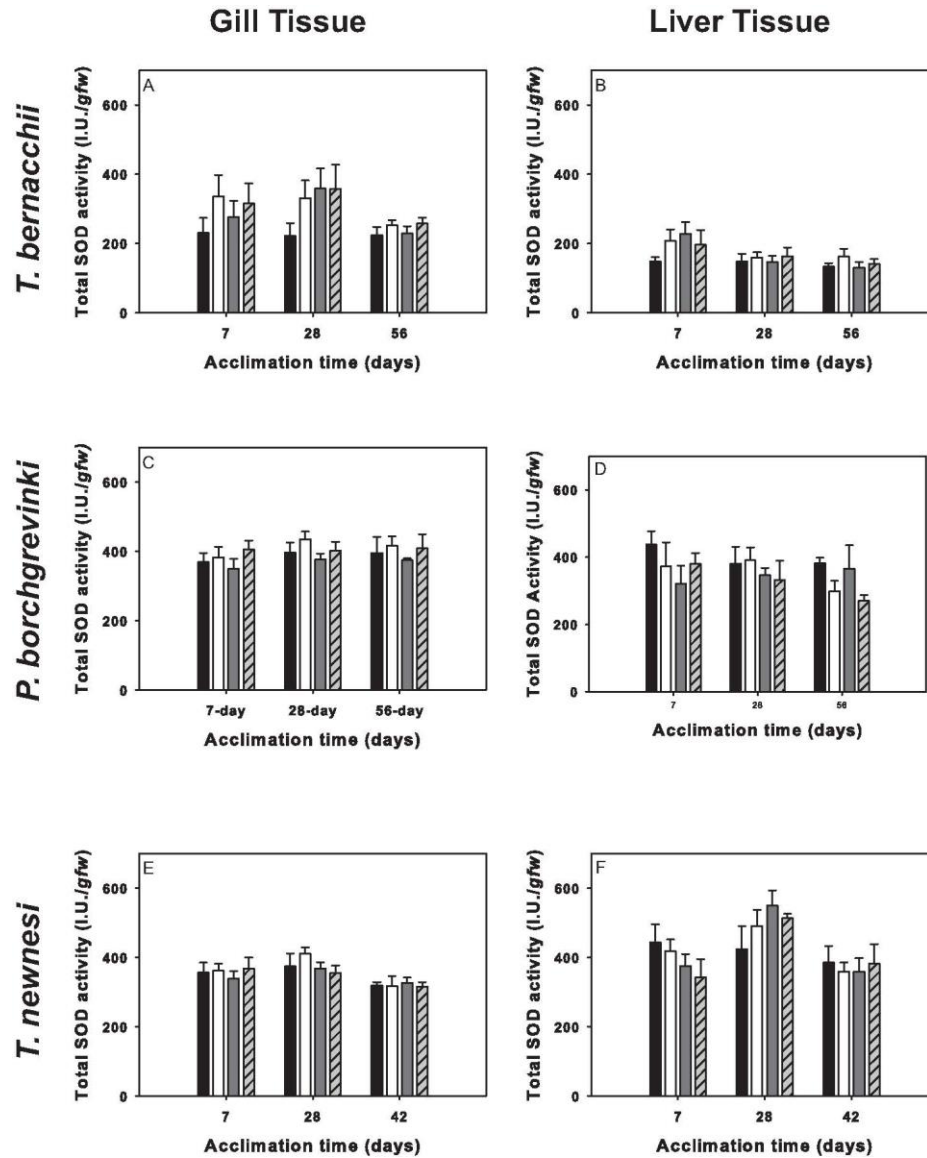 Gill Tissue
Liver Tissue
T. bernacchii
A
Total SOD activity (I.U./gfw)
600
400
200
0
7 28 56
Acclimation time (days)
B
Total SOD activity (I.U./gfw)
600
400
200
0
7 28 56
Acclimation time (days)
P. borchgrevinki
C
Total SOD activity (I.U./gfw)
600
400
200
0
7-day 28-day 56-day
Acclimation time (days)
D
Total SOD Activity (I.U./gfw)
600
400
200
0
7 28 56
Acclimation time (days)
T. newnesi
E
Total SOD activity (I.U./gfw)
600
400
200
0
7 28 42
Acclimation time (days)
F
Total SOD activity (I.U./gfw)
600
400
200
0
7 28 42
Acclimation time (days)